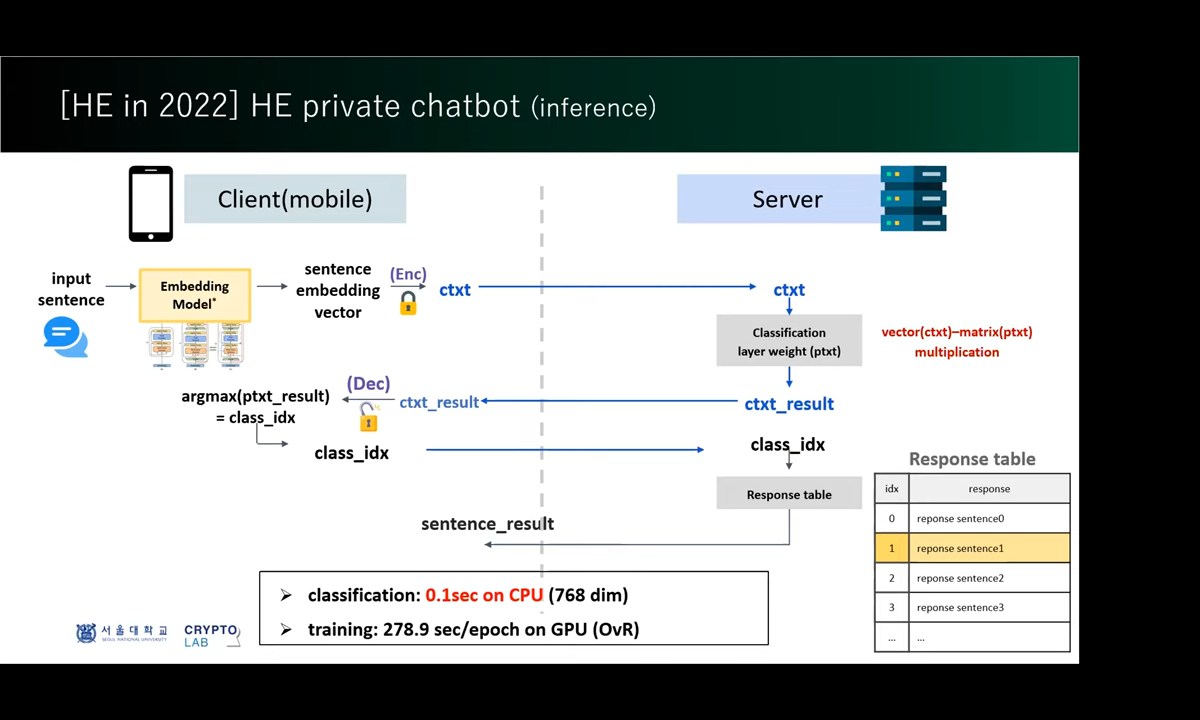 [HE in 2022] HE private chatbot (inference)
Client(mobile)
Server
input
sentence
Embedding
Model*
sentence
embedding
vector
(Enc)
ctxt
ctxt
Classification
layer weight (ptxt)
vector(ctxt)–matrix(ptxt)
multiplication
argmax(ptxt_result)
= class_idx
(Dec)
ctxt_result
ctxt_result
class_idx
class_idx
Response table
sentence_result
Response table
idx response
0 reponse sentence0
1 reponse sentence1
2 reponse sentence2
3 reponse sentence3
... ...
➢ classification: 0.1sec on CPU (768 dim)
➢ training: 278.9 sec/epoch on GPU (OvR)
서울대학교
SEOUL NATIONAL UNIVERSITY
CRYPTO
LAB